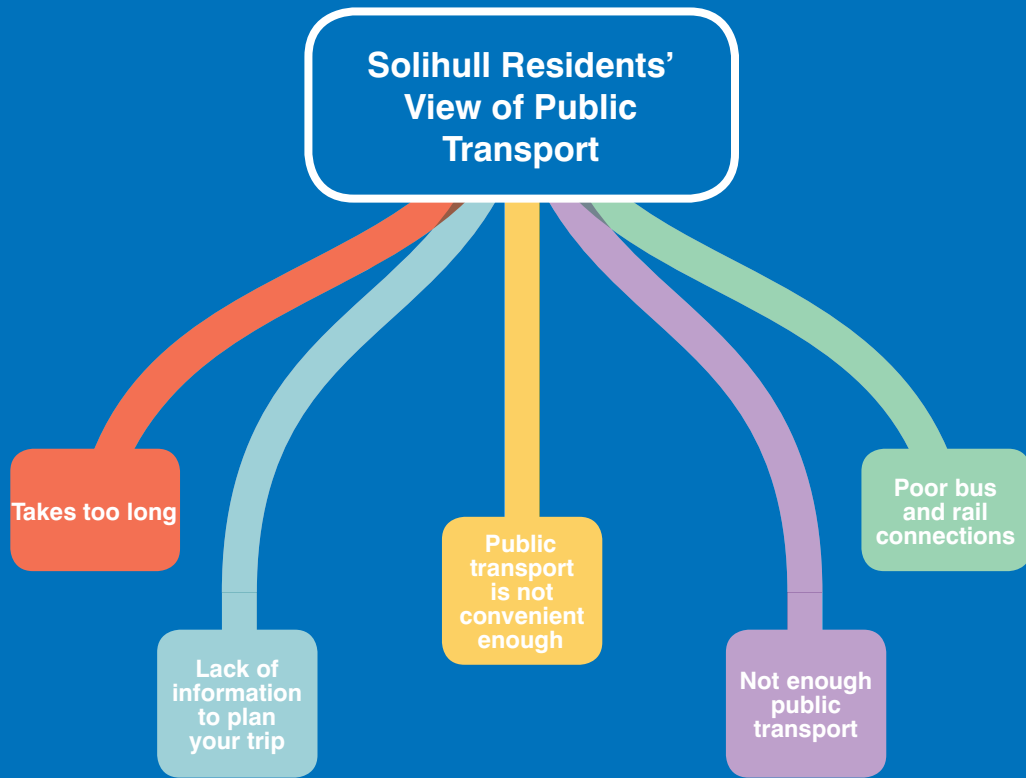 Solihull Residents’
View of Public
Transport
Takes too long
Lack of
information
to plan
your trip
Public
transport
is not
convenient
enough
Not enough
public
transport
Poor bus
and rail
connections